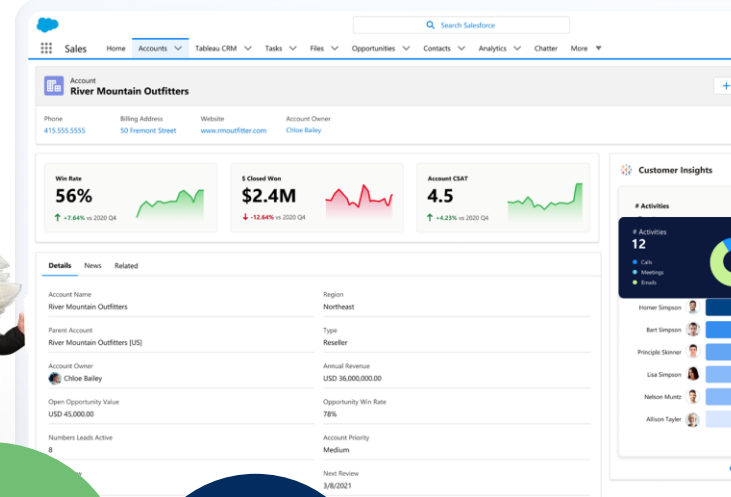 Search Salesforce
Sales Home Accounts Tableau CRM Tasks Files Opportunities Contacts Analytics Chatter More
Account
River Mountain Outfitters
+
Phone Billing Address Website Account Owner
415.555.5555 50 Fremont Street www.rmoutfitter.com Chloe Bailey
Win Rate
56%
+7.64% vs 2020 Q4
$ Closed Won
$2.4M
-12.64% vs 2020 Q4
Account CSAT
4.5
+4.23% vs 2020 Q4
Customer Insights
# Activities
# Activities
12
Calls
Meetings
Emails
Homer Simpson
Bart Simpson
Principle Skinner
Lisa Simpson
Nelson Muntz
Allison Tayler
Details News Related
Account Name
River Mountain Outfitters
Region
Northeast
Parent Account
River Mountain Outfitters [US]
Type
Reseller
Account Owner
Chloe Bailey
Annual Revenue
USD 36,000,000.00
Open Opportunity Value
USD 45,000.00
Opportunity Win Rate
78%
Numbers Leads Active
8
Account Priority
Medium
Next Review
3/8/2021